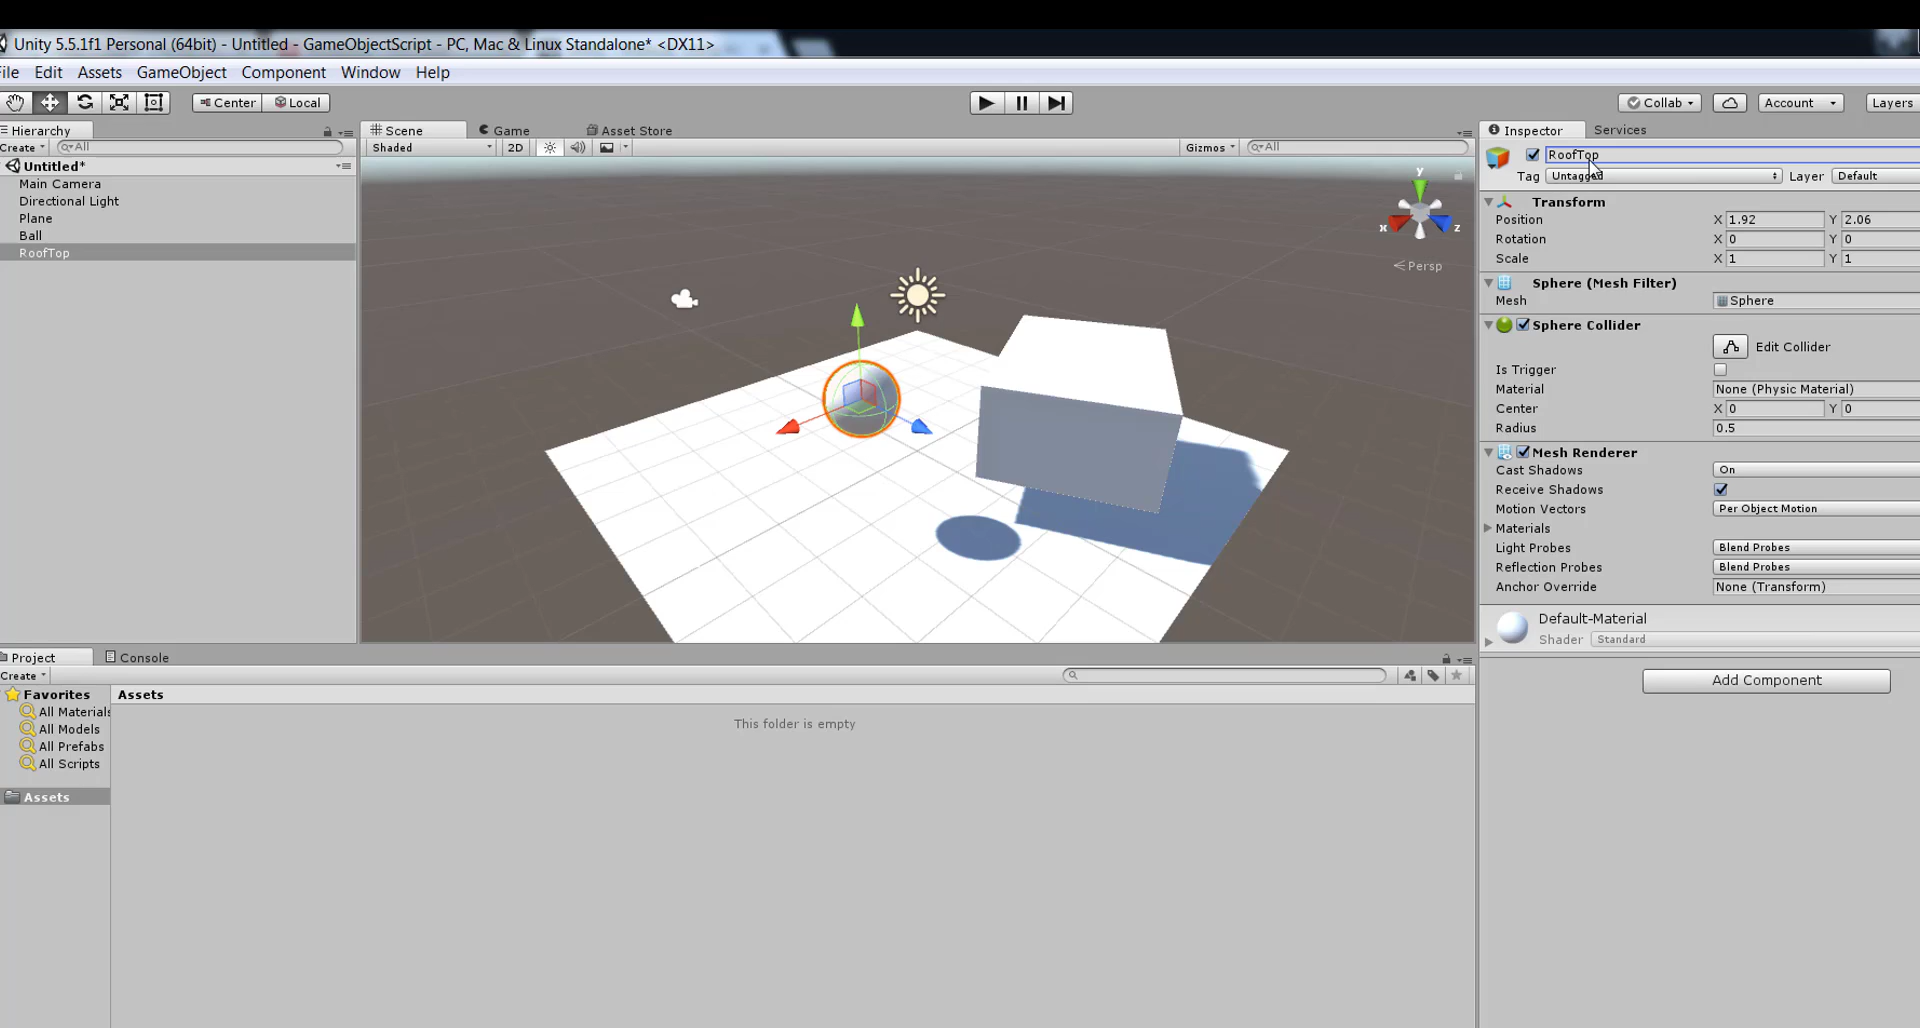 Unity 5.5.1f1 Personal (64bit) - Untitled - GameObjectScript - PC, Mac & Linux Standalone* <DX11>
File Edit Assets GameObject Component Window Help
Center Local Collab Account Layers
Hierarchy
Create All
Untitled*
Main Camera
Directional Light
Plane
Ball
RoofTop
Scene Game Asset Store
Shaded 2D Gizmos All
y
x z
Persp
Inspector Services
RoofTop
Tag Untagged Layer Default
Transform
Position X 1.92 Y 2.06
Rotation X 0 Y 0
Scale X 1 Y 1
Sphere (Mesh Filter)
Mesh Sphere
Sphere Collider
Edit Collider
Is Trigger
Material None (Physic Material)
Center X 0 Y 0
Radius 0.5
Mesh Renderer
Cast Shadows On
Receive Shadows
Motion Vectors Per Object Motion
Materials
Light Probes Blend Probes
Reflection Probes Blend Probes
Anchor Override None (Transform)
Default-Material
Shader Standard
Add Component
Project Console
Create
Favorites
All Materials
All Models
All Prefabs
All Scripts
Assets
Assets
This folder is empty